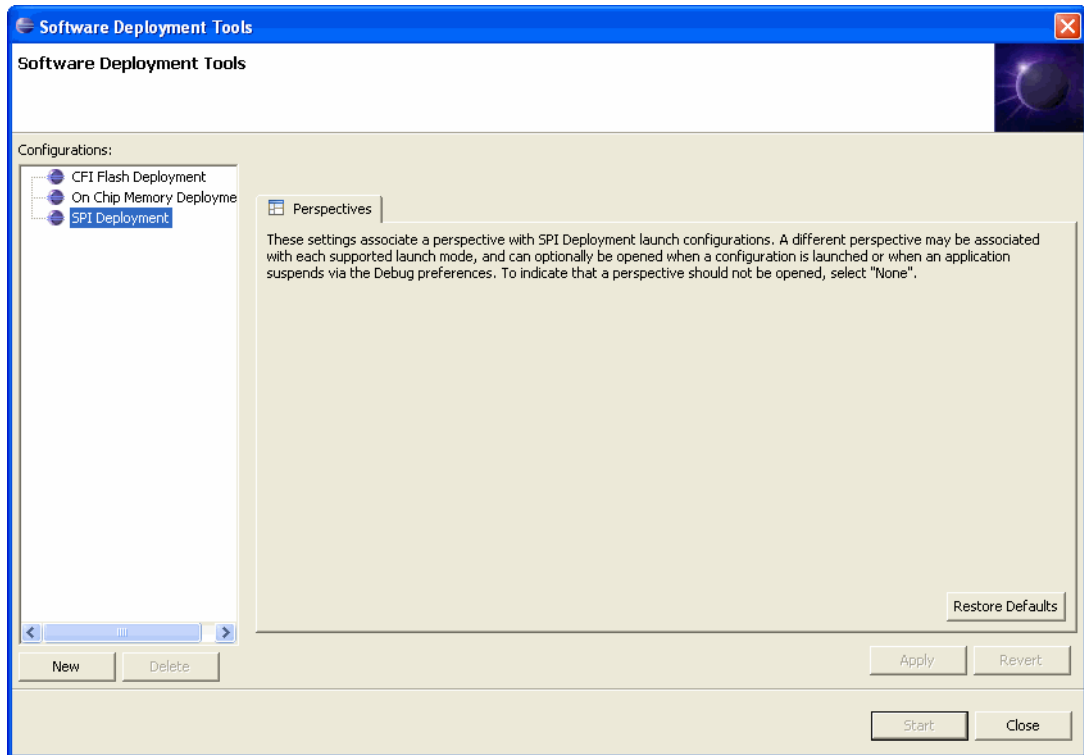 Software Deployment Tools
Software Deployment Tools
Configurations:
CFI Flash Deployment
On Chip Memory Deployme
SPI Deployment
Perspectives
These settings associate a perspective with SPI Deployment launch configurations. A different perspective may be associated
with each supported launch mode, and can optionally be opened when a configuration is launched or when an application
suspends via the Debug preferences. To indicate that a perspective should not be opened, select "None".
Restore Defaults
New
Delete
Apply
Revert
Start
Close